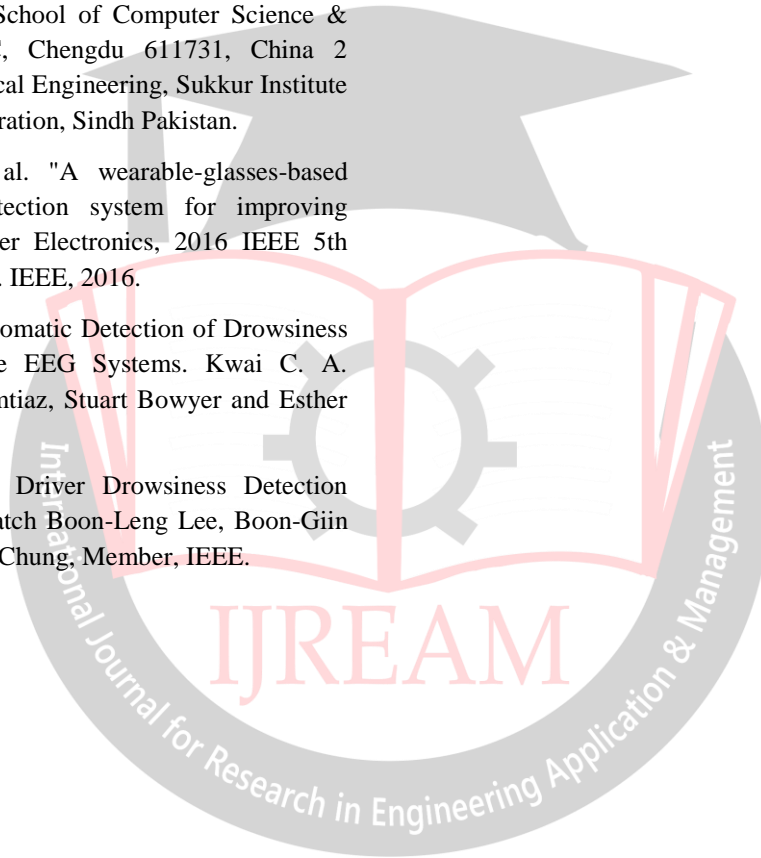 School of Computer Science &
, Chengdu 611731, China 2
cal Engineering, Sukkur Institute
ration, Sindh Pakistan.
al. "A wearable-glasses-based
tection system for improving
er Electronics, 2016 IEEE 5th
. IEEE, 2016.
omatic Detection of Drowsiness
e EEG Systems. Kwai C. A.
mtiaz, Stuart Bowyer and Esther
Driver Drowsiness Detection
atch Boon-Leng Lee, Boon-Giin
Chung, Member, IEEE.
IJREAM
International Journal for Research in Engineering Application & Management